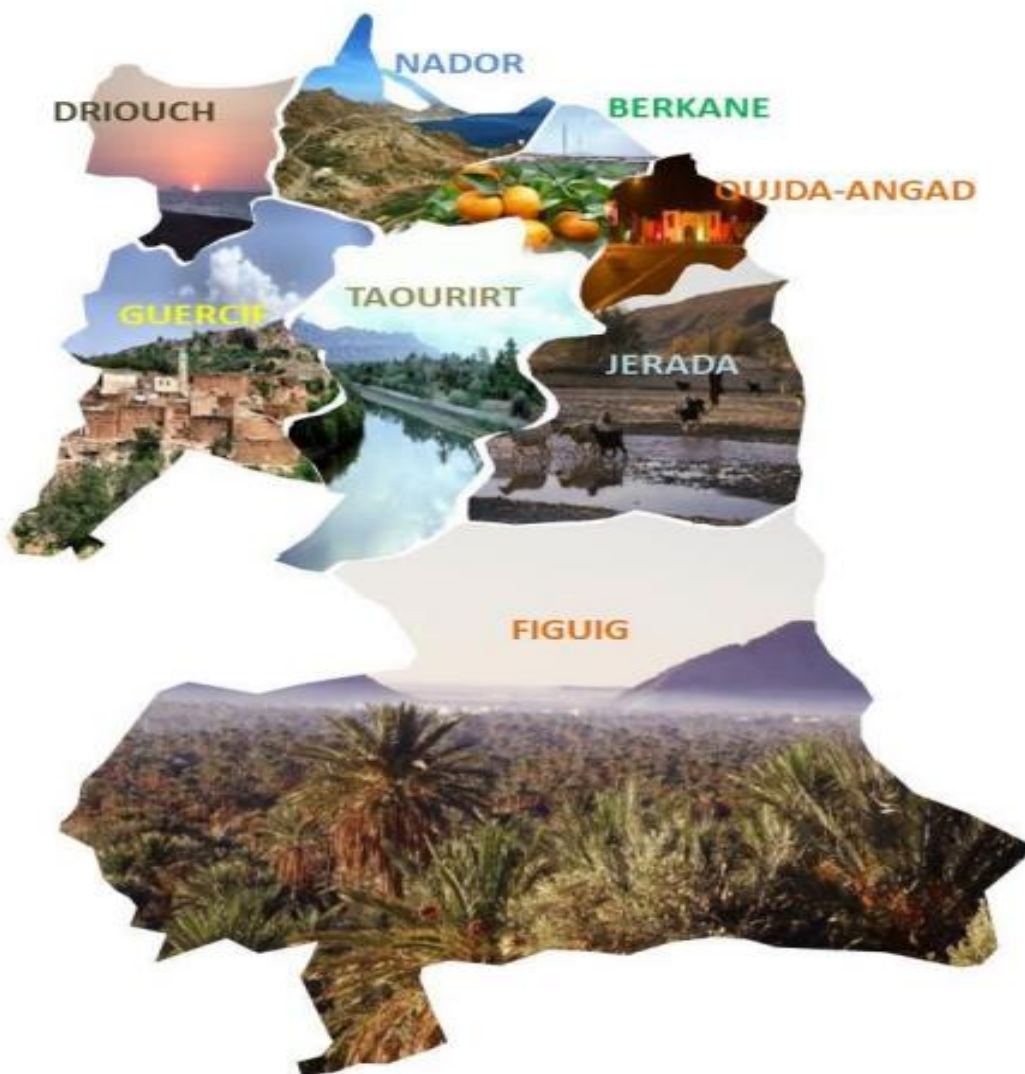 NADOR
DRIOUCH
BERKANE
OUJDA-ANGAD
TAOURIRT
GUERCIF
JERADA
FIGUIG